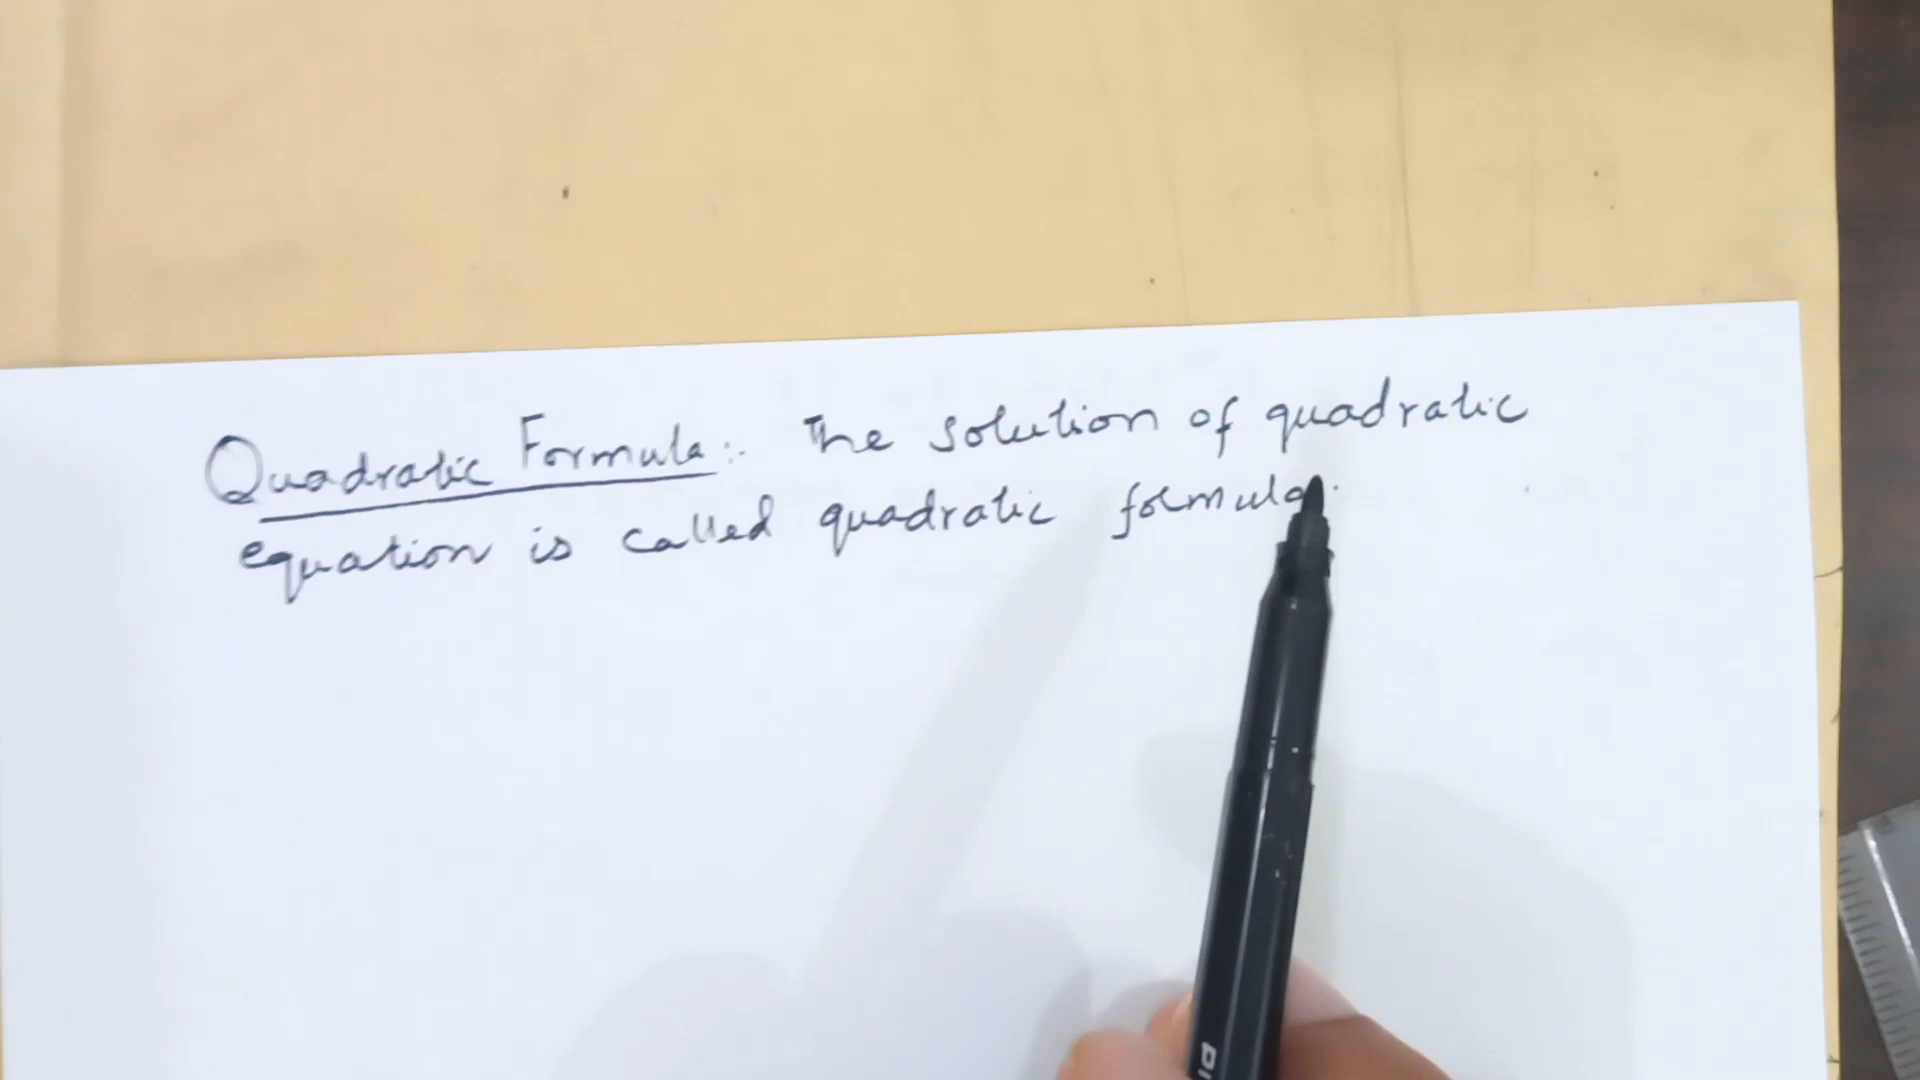 Quadratic Formula:- The solution of quadratic
equation is called quadratic formula.